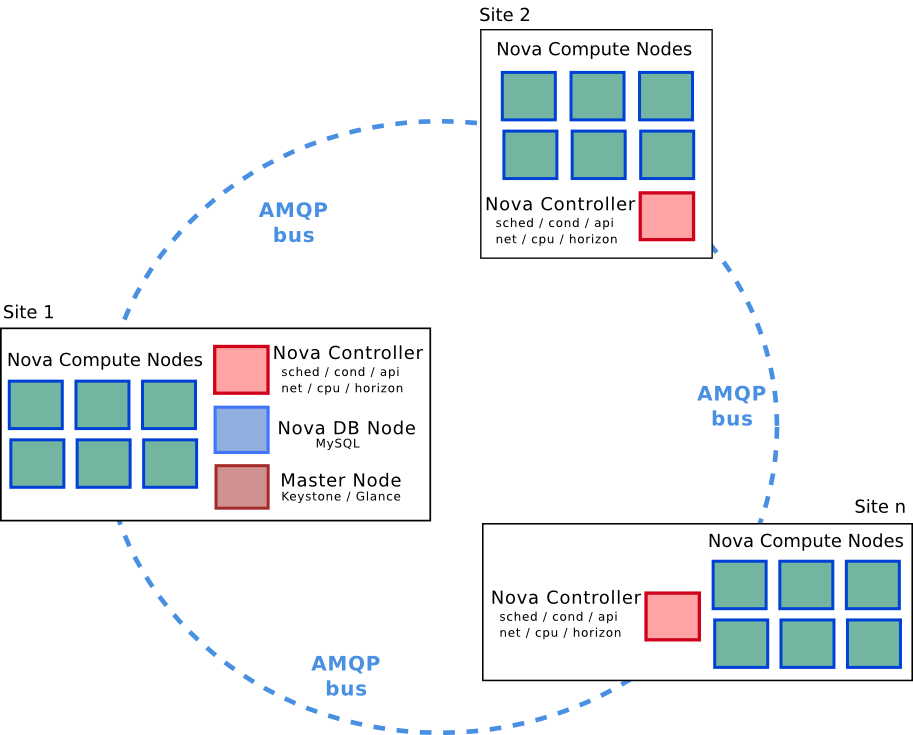 Site 2
Nova Compute Nodes
Nova Controller
sched / cond / api
net / cpu / horizon
AMQP
bus
Site 1
Nova Compute Nodes
Nova Controller
sched / cond / api
net / cpu / horizon
Nova DB Node
MySQL
Master Node
Keystone / Glance
AMQP
bus
Site n
Nova Compute Nodes
Nova Controller
sched / cond / api
net / cpu / horizon
AMQP
bus